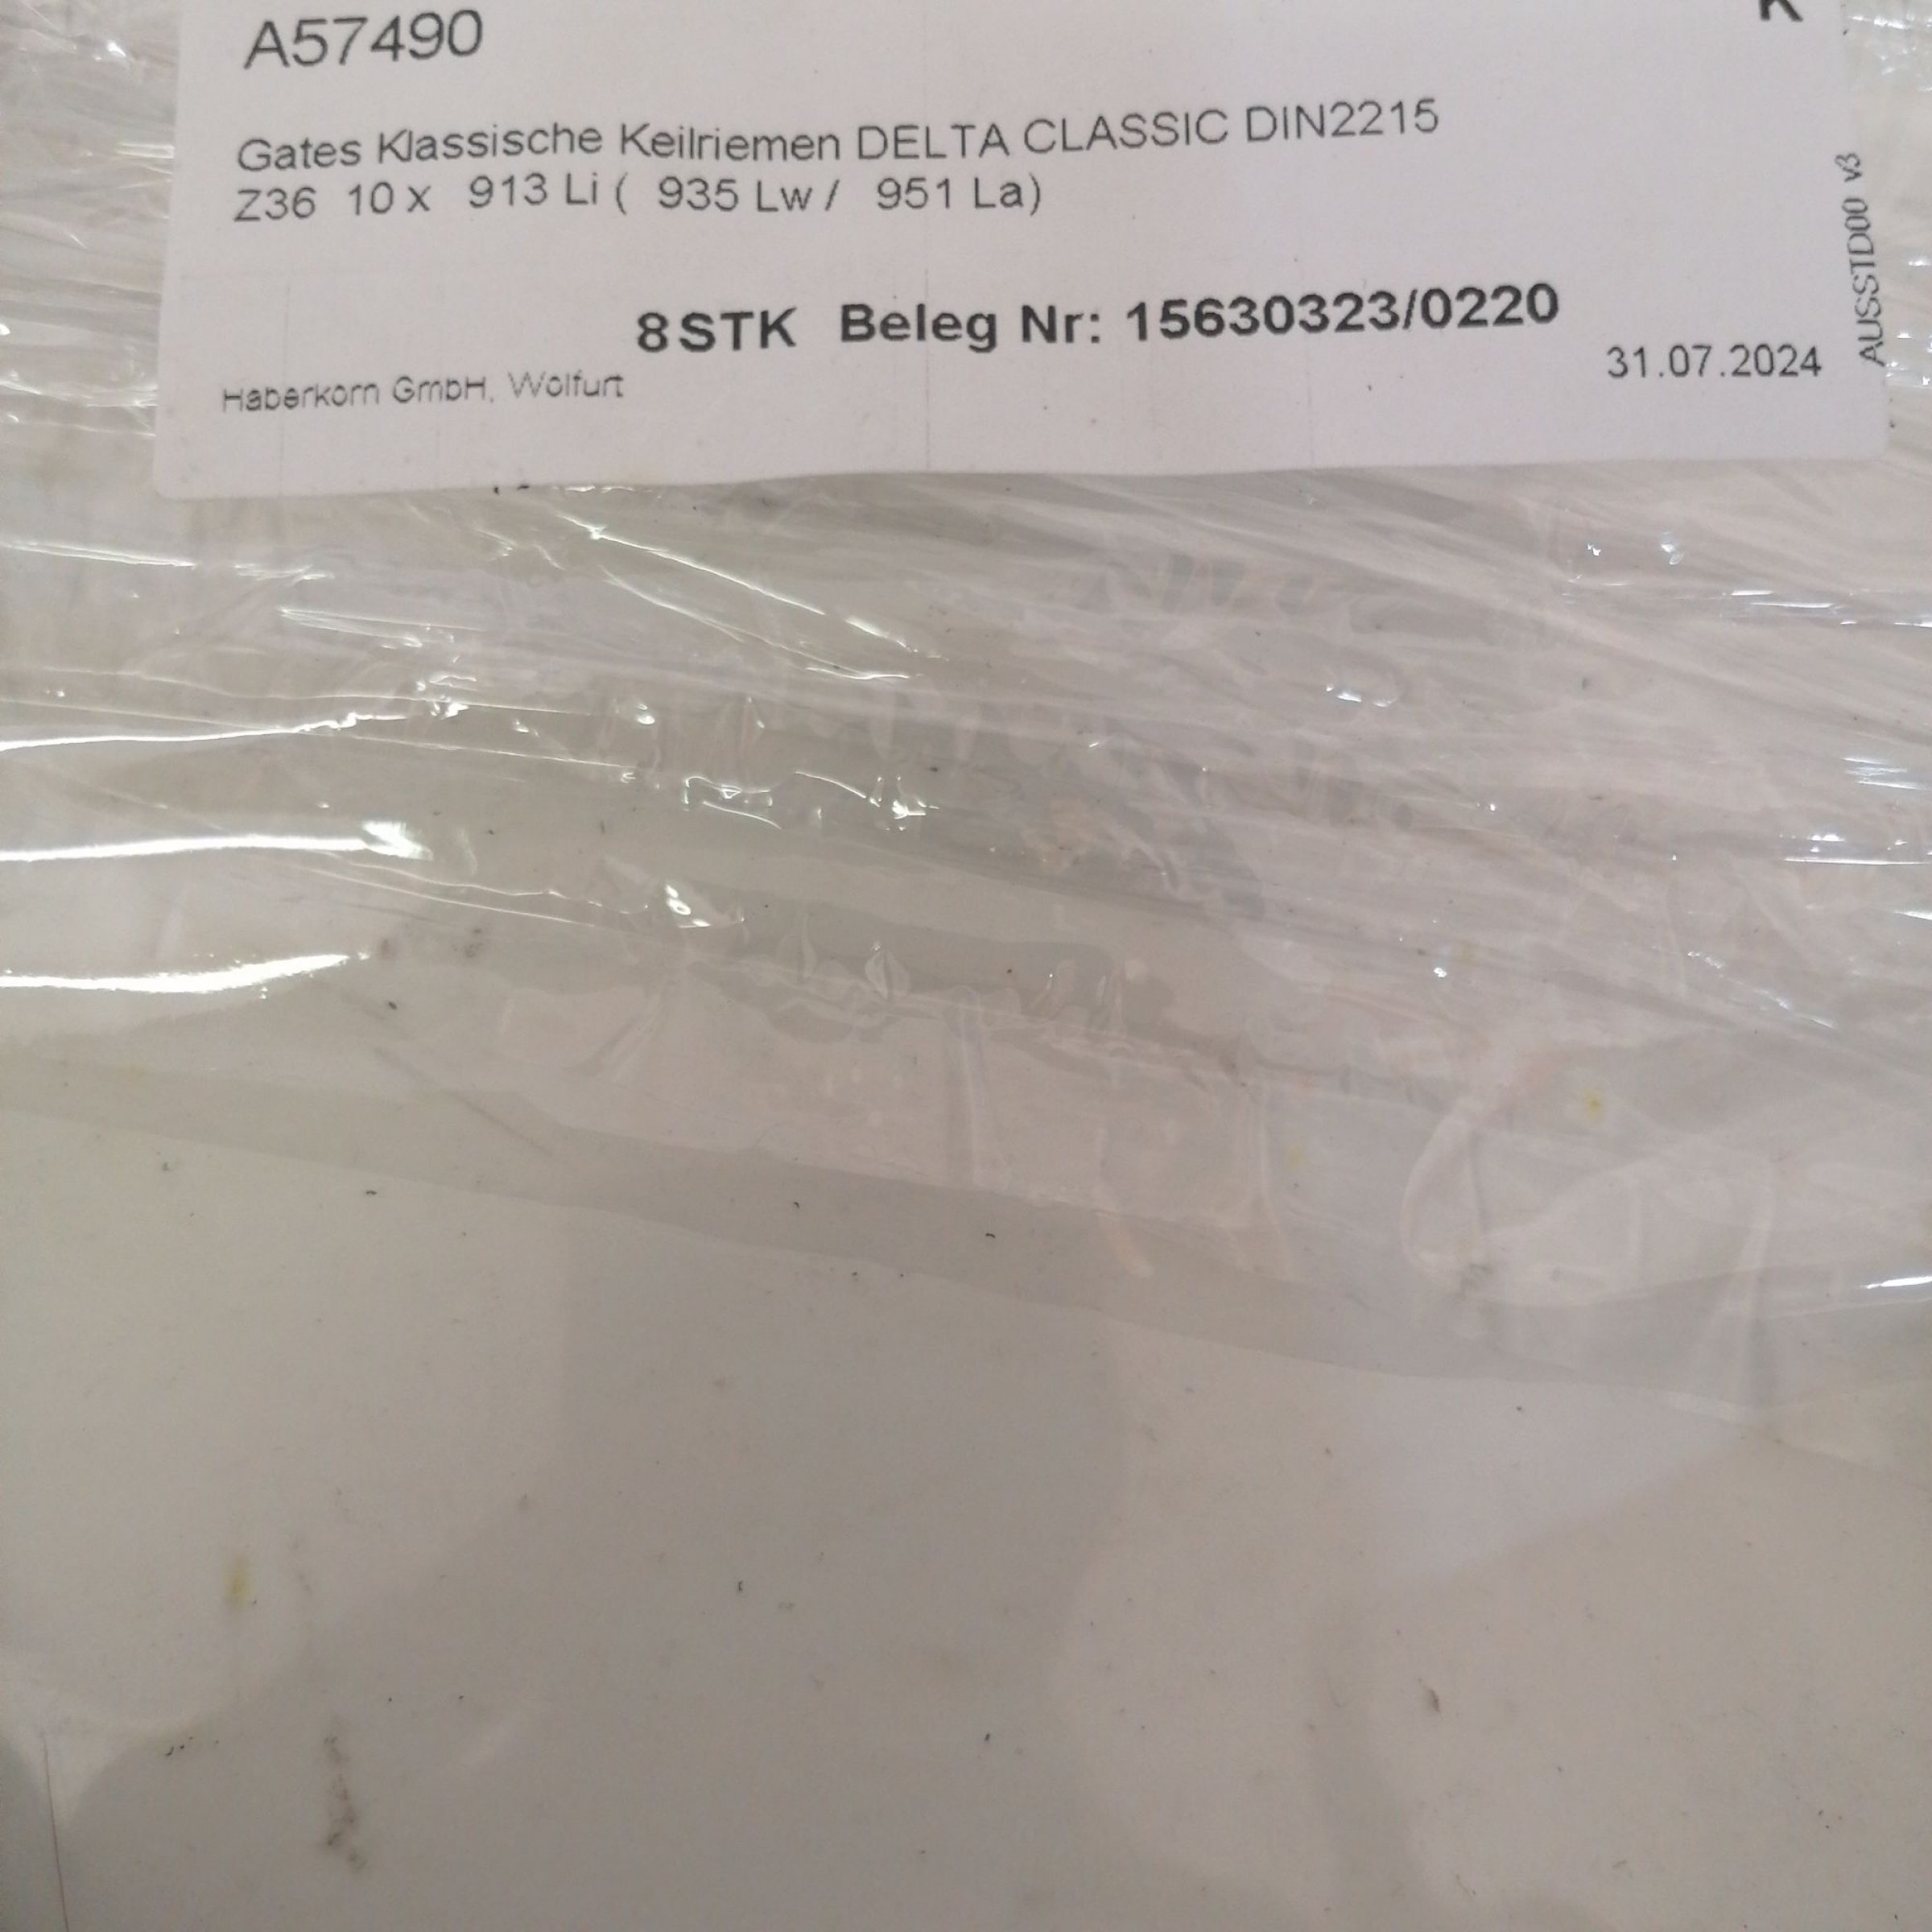 A57490
Gates Klassische Keilriemen DELTA CLASSIC DIN2215
Z36 10 x 913 Li ( 935 Lw / 951 La)
8 STK Beleg Nr: 15630323/0220
31.07.2024
Haberkorn GmbH, Wolfurt
AUSSTD00 v3